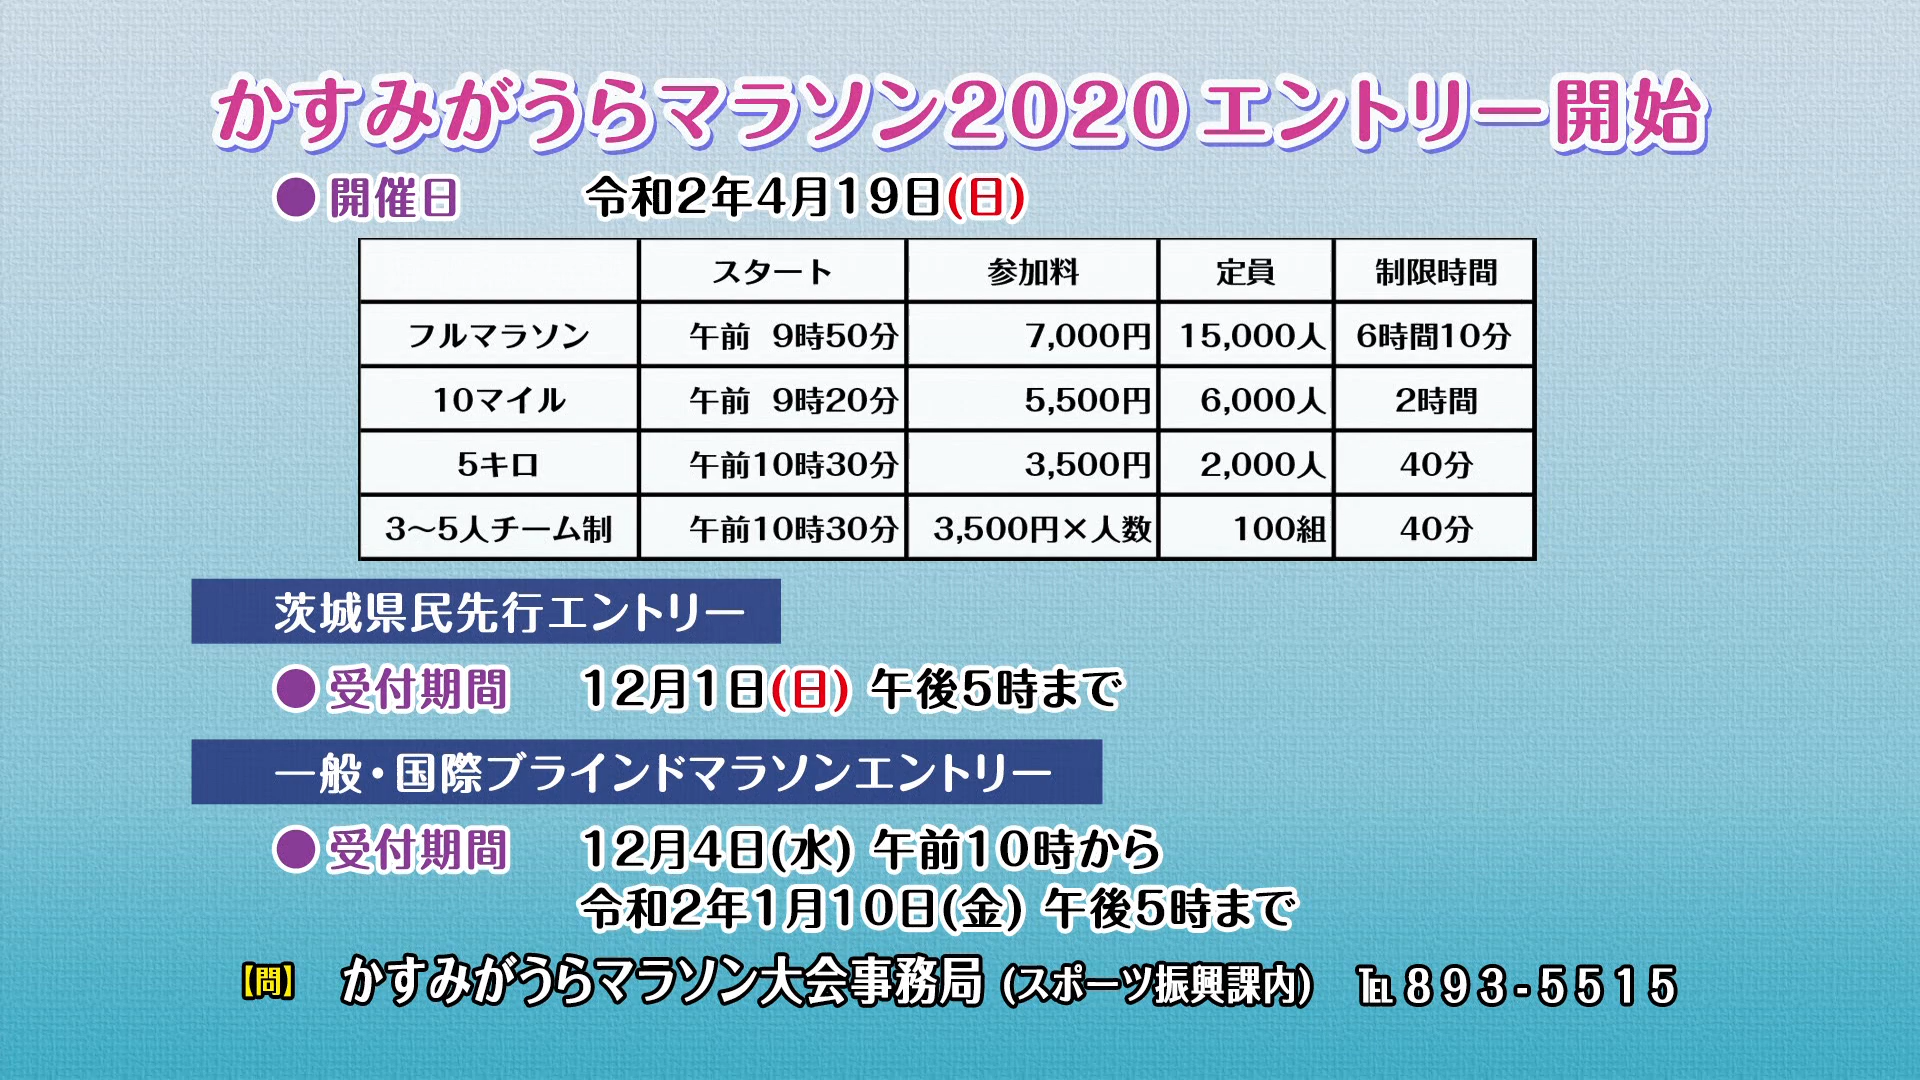 かすみがうらマラソン2020 エントリー開始
●開催日 令和2年4月19日(日)
スタート 参加料 定員 制限時間
フルマラソン 午前 9時50分 7,000円 15,000人 6時間10分
10マイル 午前 9時20分 5,500円 6,000人 2時間
5キロ 午前10時30分 3,500円 2,000人 40分
3～5人チーム制 午前10時30分 3,500円×人数 100組 40分
茨城県民先行エントリー
●受付期間 12月1日(日) 午後5時まで
一般・国際ブラインドマラソンエントリー
●受付期間 12月4日(水) 午前10時から
令和2年1月10日(金) 午後5時まで
【問】 かすみがうらマラソン大会事務局 (スポーツ振興課内) ℡893-5515